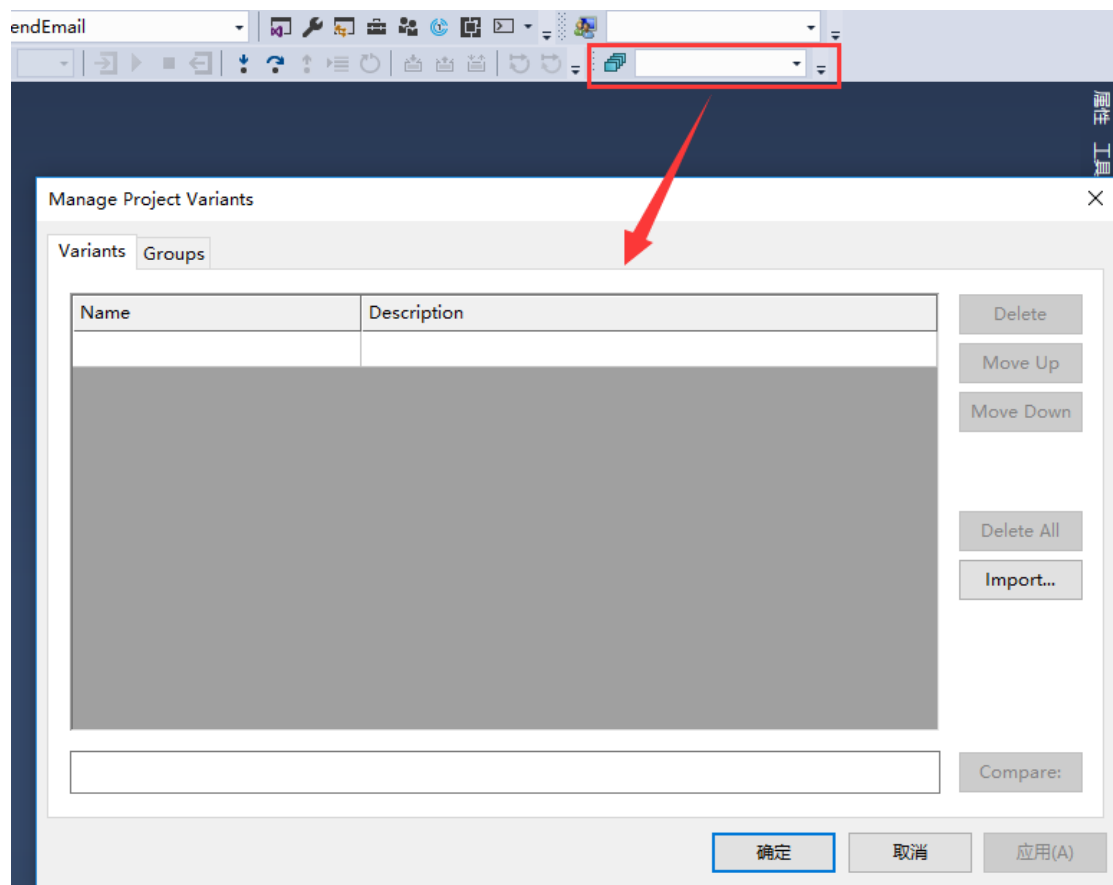 endEmail
属性
工具
Manage Project Variants
Variants
Groups
Name
Description
Delete
Move Up
Move Down
Delete All
Import...
Compare:
确定
取消
应用(A)